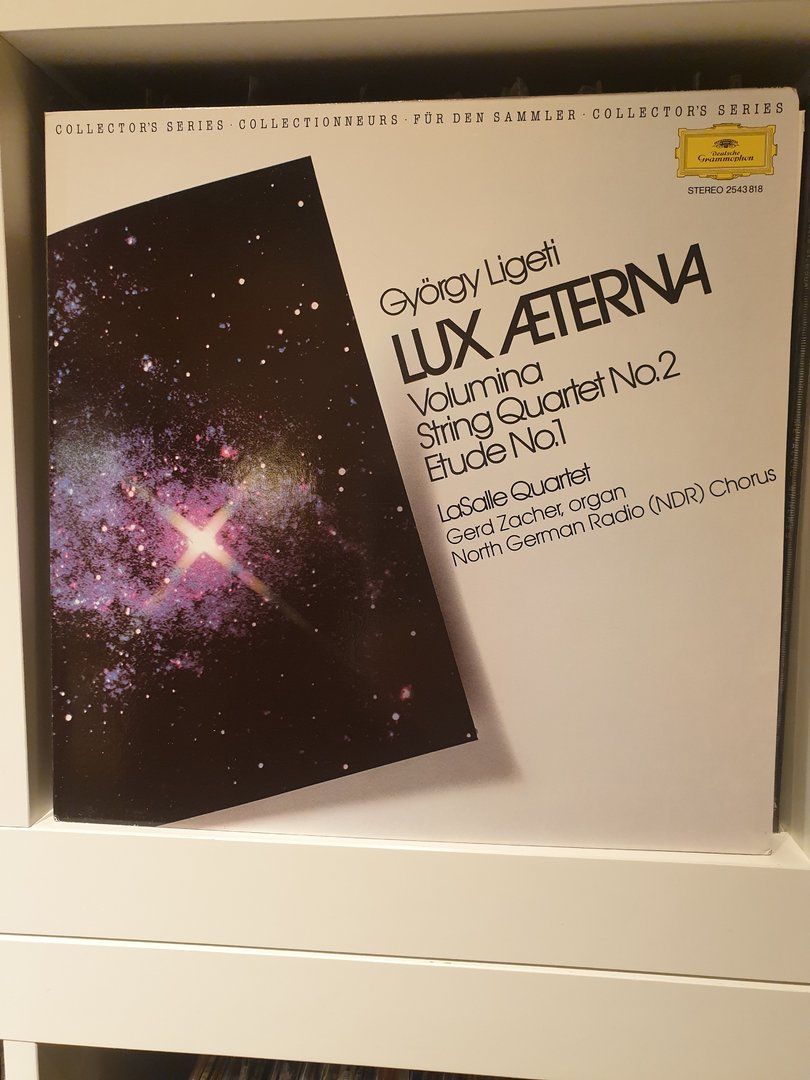 COLLECTOR'S SERIES · COLLECTIONNEURS · FÜR DEN SAMMLER · COLLECTOR'S SERIES
Deutsche
Grammophon
STEREO 2543 818
György Ligeti
LUX ÆTERNA
Volumina
String Quartet No.2
Etude No.1
LaSalle Quartet
Gerd Zacher, organ
North German Radio (NDR) Chorus